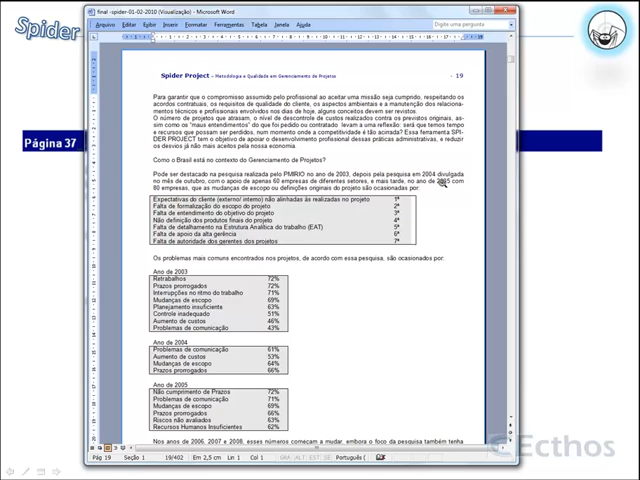 Spider
final -spider-01-02-2010 (Visualização) - Microsoft Word
Arquivo Editar Exibir Inserir Formatar Ferramentas Tabela Janela Ajuda
Digite uma pergunta
Spider Project – Metodologia e Qualidade em Gerenciamento de Projetos - 19
Para garantir que o compromisso assumido pelo profissional ao aceitar uma missão seja cumprido, respeitando os
acordos contratuais, os requisitos de qualidade do cliente, os aspectos ambientais e a manutenção dos relaciona-
mentos técnicos e profissionais envolvidos nos dias de hoje, alguns conceitos devem ser revistos.
O número de projetos que atrasam, o nível de descontrole de custos realizados contra os previstos originais, as-
sim como os "maus entendimentos" do que foi pedido ou contratado levam a uma reflexão: será que temos tempo
e recursos que possam ser perdidos, num momento onde a competitividade é tão acirrada? Essa ferramenta SPI-
DER PROJECT tem o objetivo de apoiar o desenvolvimento profissional dessas práticas administrativas, e reduzir
os desvios já não mais aceitos pela nossa economia.
Página 37
Como o Brasil está no contexto do Gerenciamento de Projetos?
Pode ser destacado na pesquisa realizada pelo PMIRIO no ano de 2003, depois pela pesquisa em 2004 divulgada
no mês de outubro, com o apoio de apenas 60 empresas de diferentes setores, e mais tarde, no ano de 2005 com
80 empresas, que as mudanças de escopo ou definições originais do projeto são ocasionadas por:
Expectativas do cliente (externo/ interno) não alinhadas às realizadas no projeto 1ª
Falta de formalização do escopo do projeto 2ª
Falta de entendimento do objetivo do projeto 3ª
Não definição dos produtos finais do projeto 4ª
Falta de detalhamento na Estrutura Analítica do trabalho (EAT) 5ª
Falta de apoio da alta gerência 6ª
Falta de autoridade dos gerentes dos projetos 7ª
Os problemas mais comuns encontrados nos projetos, de acordo com essa pesquisa, são ocasionados por:
Ano de 2003
Retrabalhos 72%
Prazos prorrogados 72%
Interrupções no ritmo do trabalho 71%
Mudanças de escopo 69%
Planejamento insuficiente 63%
Controle inadequado 51%
Aumento de custos 46%
Problemas de comunicação 43%
Ano de 2004
Problemas de comunicação 61%
Aumento de custos 53%
Mudanças de escopo 64%
Prazos prorrogados 66%
Ano de 2005
Não cumprimento de Prazos 72%
Problemas de comunicação 71%
Mudanças de escopo 69%
Prazos prorrogados 66%
Riscos não avaliados 63%
Recursos Humanos Insuficientes 62%
Nos anos de 2006, 2007 e 2008, esses números começam a mudar, embora o foco da pesquisa também tenha
Ecthos
Pág 19 Seção 1 19/402 Em 2,5 cm Lin 1 Col 1 GRA ALT EST SE Português (